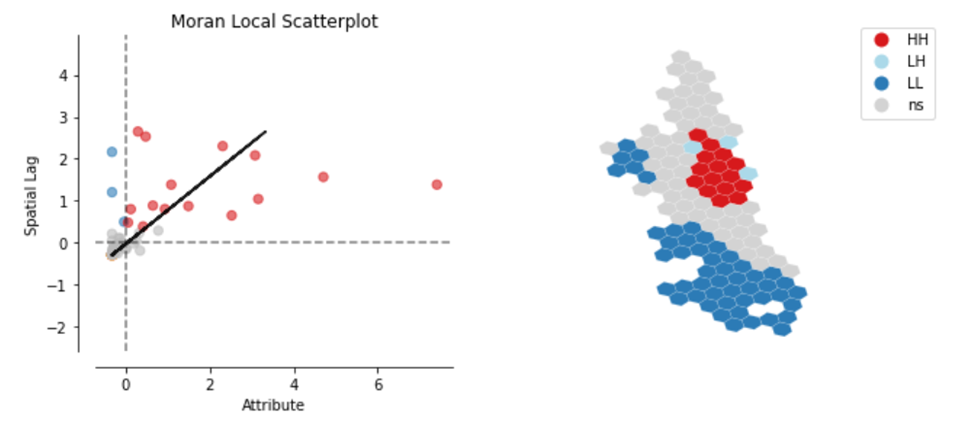 Moran Local Scatterplot
4
3
2
1
0
−1
−2
Spatial Lag
0
2
4
6
Attribute
HH
LH
LL
ns